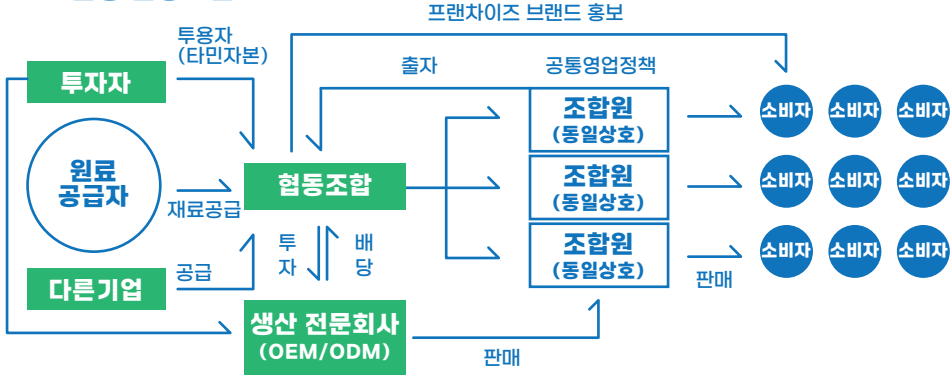 프랜차이즈 브랜드 홍보
투용자
(타민자본)
출자
공통영업정책
투자자
조합원
(동일상호)
소비자 소비자 소비자
원료
공급자
재료공급
협동조합
조합원
(동일상호)
소비자 소비자 소비자
투자
배당
조합원
(동일상호)
소비자 소비자 소비자
공급
다른기업
판매
생산 전문회사
(OEM/ODM)
판매